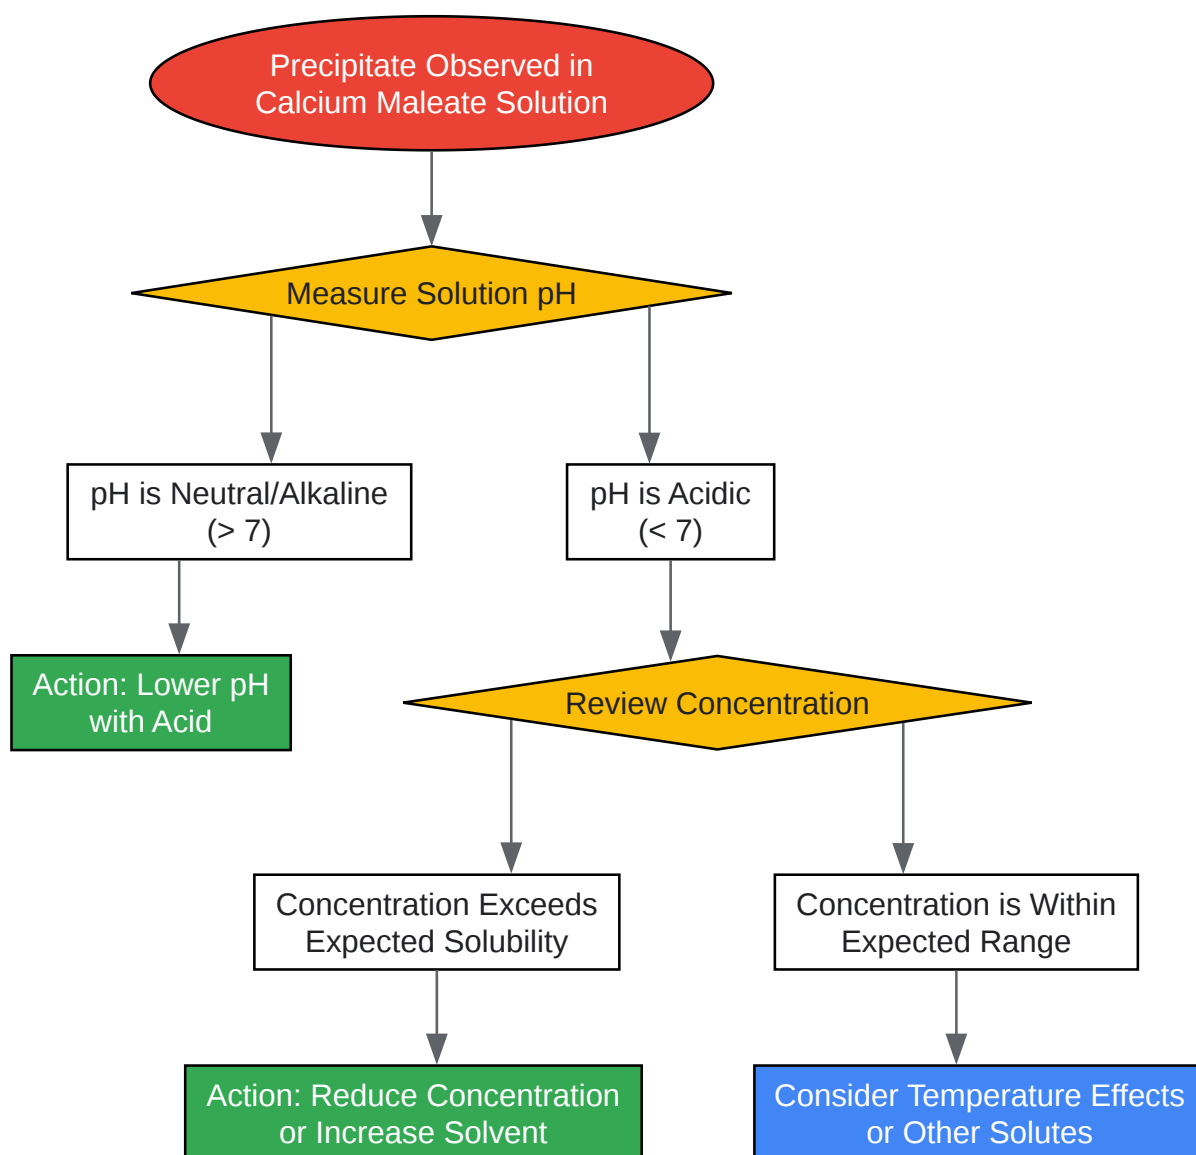 Precipitate Observed in
Calcium Maleate Solution
Measure Solution pH
pH is Neutral/Alkaline
(> 7)
pH is Acidic
(< 7)
Action: Lower pH
with Acid
Review Concentration
Concentration Exceeds
Expected Solubility
Concentration is Within
Expected Range
Action: Reduce Concentration
or Increase Solvent
Consider Temperature Effects
or Other Solutes